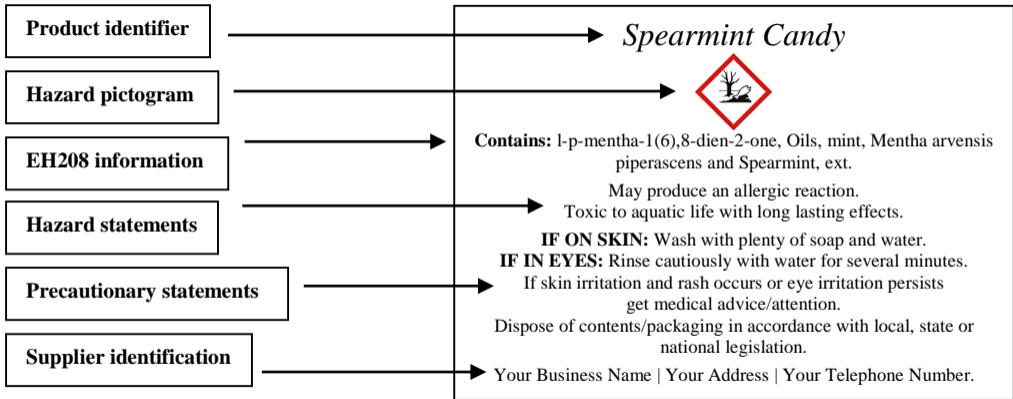 Product identifier
Hazard pictogram
EH208 information
Hazard statements
Precautionary statements
Supplier identification
Spearmint Candy
Contains: l-p-mentha-1(6),8-dien-2-one, Oils, mint, Mentha arvensis
piperascens and Spearmint, ext.
May produce an allergic reaction.
Toxic to aquatic life with long lasting effects.
IF ON SKIN: Wash with plenty of soap and water.
IF IN EYES: Rinse cautiously with water for several minutes.
If skin irritation and rash occurs or eye irritation persists
get medical advice/attention.
Dispose of contents/packaging in accordance with local, state or
national legislation.
Your Business Name | Your Address | Your Telephone Number.